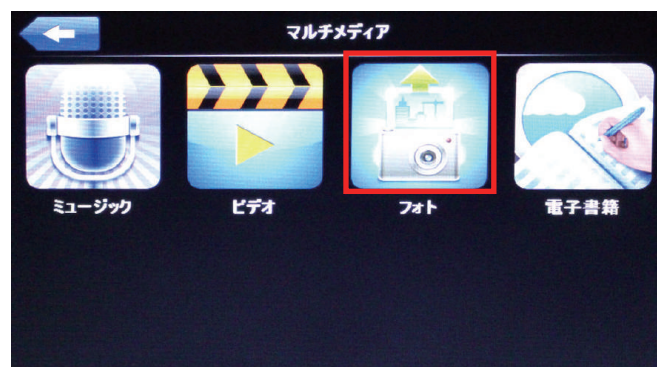 マルチメディア
ミュージック
ビデオ
フォト
電子書籍